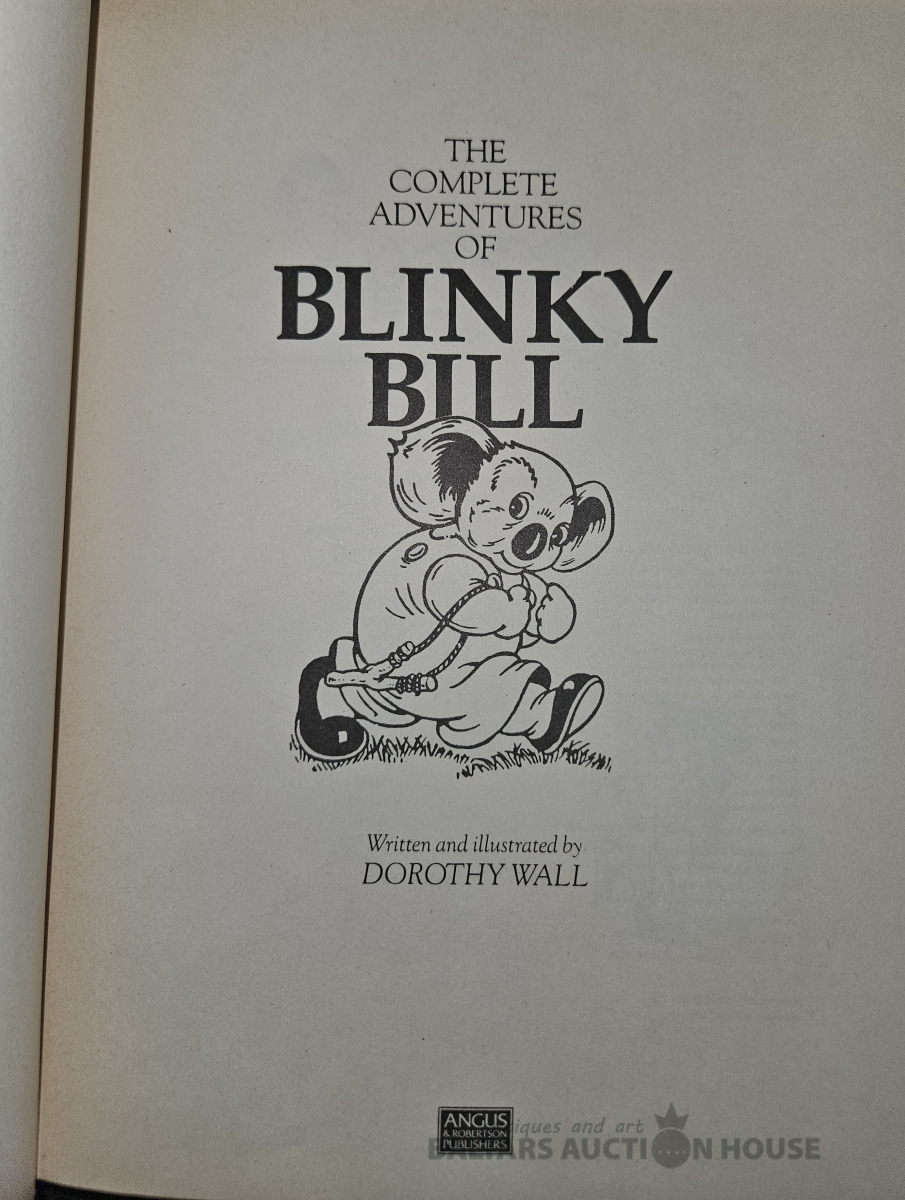 THE
COMPLETE
ADVENTURES
OF
BLINKY
BILL
Written and illustrated by
DOROTHY WALL
ANGUS
& ROBERTSON
PUBLISHERS
and art
AUCTION HOUSE